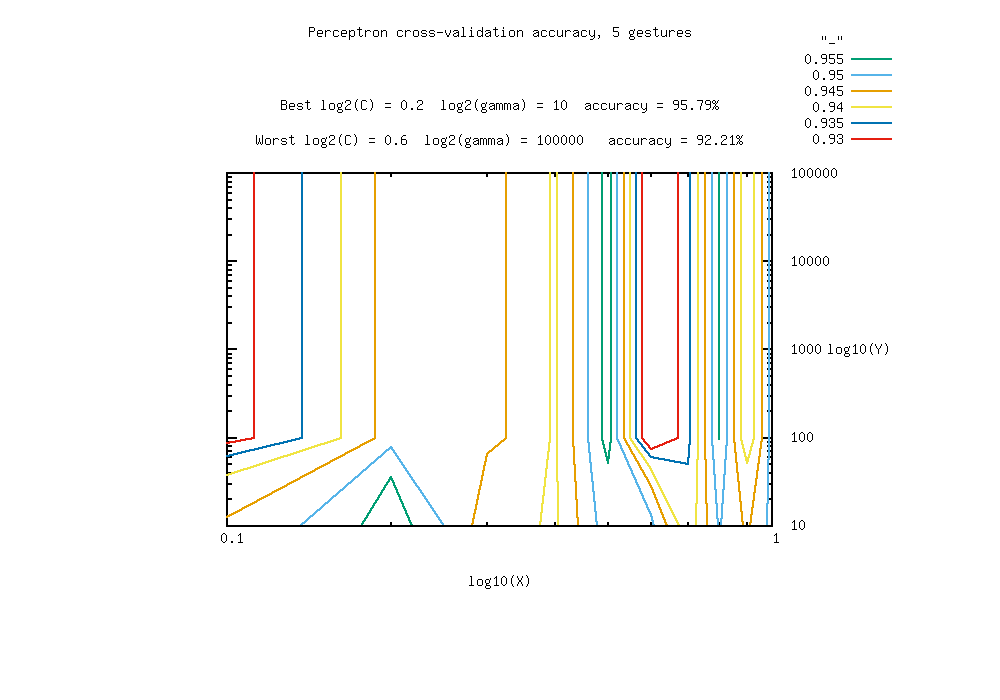 Perceptron cross-validation accuracy, 5 gestures
"_"
0.955
0.95
0.945
0.94
0.935
0.93
Best log2(C) = 0.2  log2(gamma) = 10  accuracy = 95.79%
Worst log2(C) = 0.6  log2(gamma) = 100000   accuracy = 92.21%
100000
10000
1000 log10(Y)
100
10
0.1 1
log10(X)